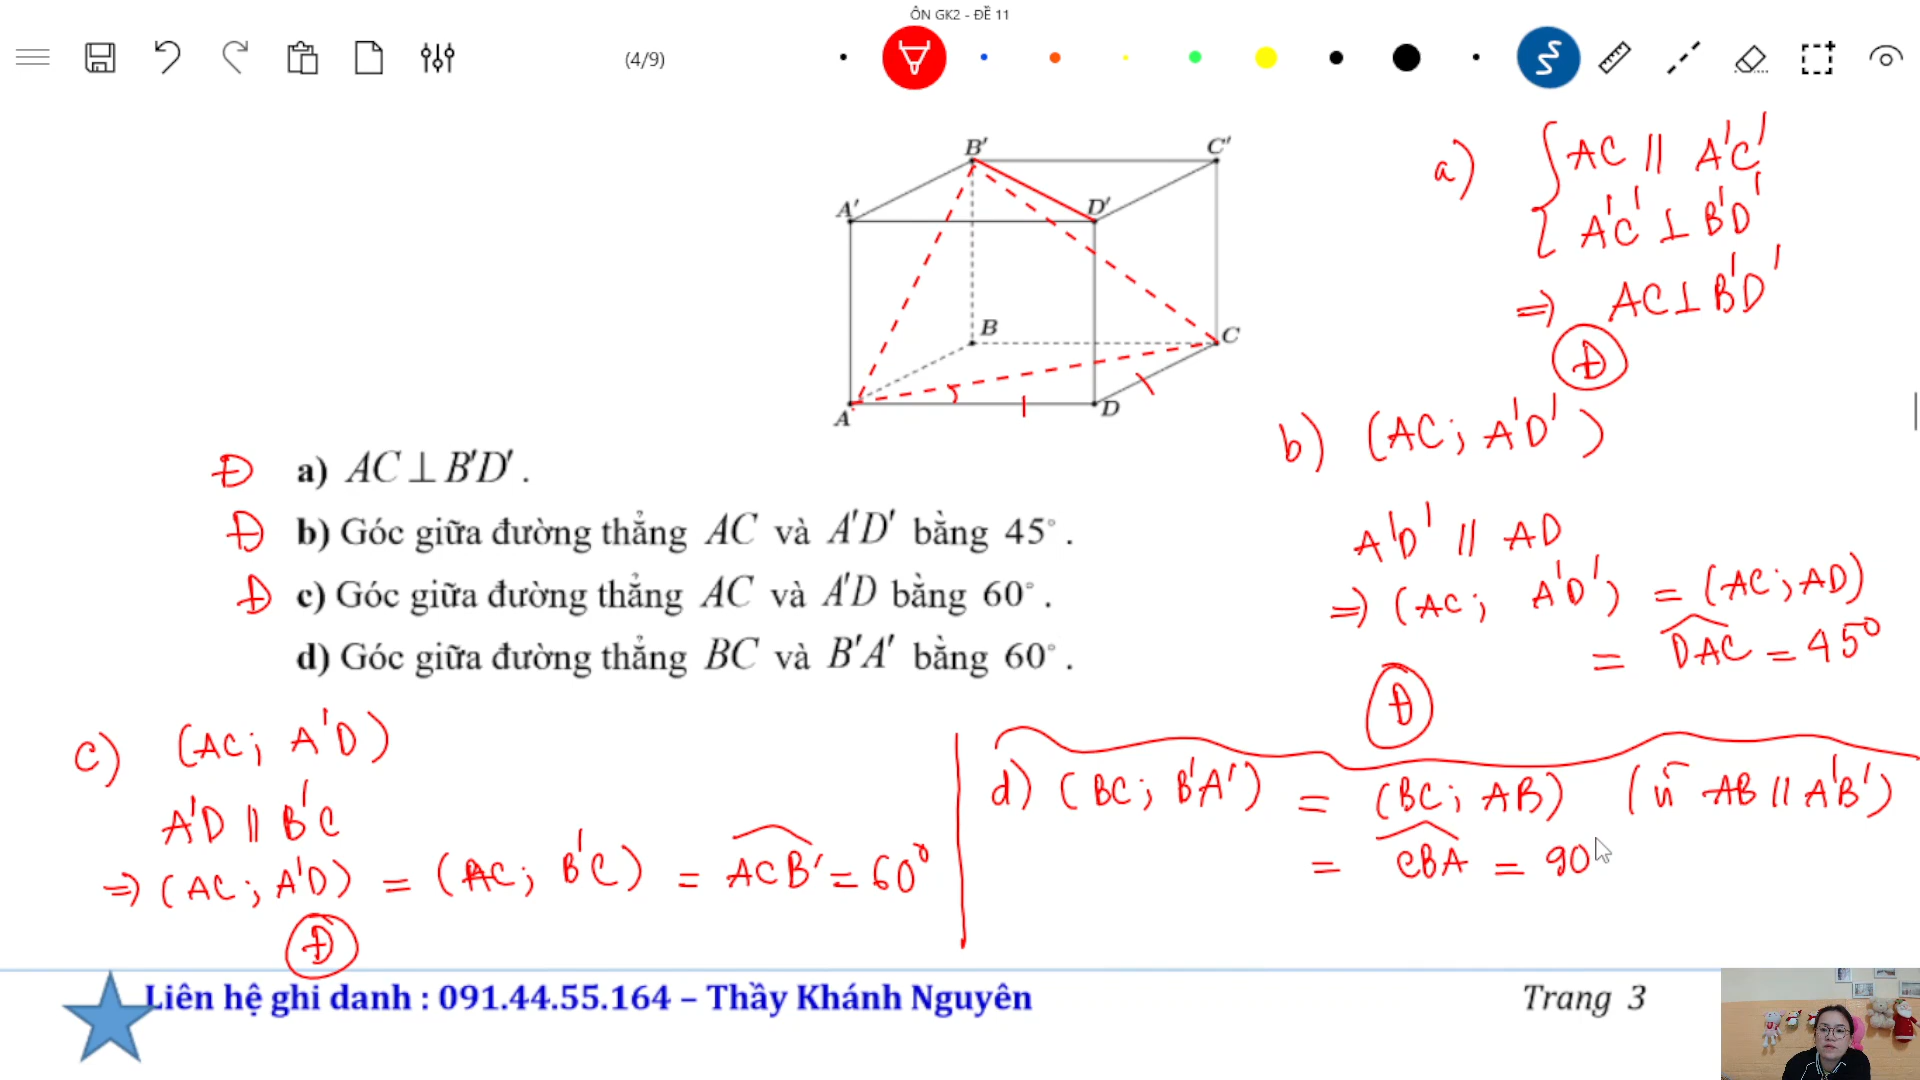 ÔN GK2 - ĐỀ 11
(4/9)
B' C'
A' D'
B C
A D
a) { AC // A'C'
A'C' ⊥ B'D'
⇒ AC ⊥ B'D'
Đ
b) (AC; A'D')
A'D' // AD
⇒ (AC; A'D') = (AC; AD)
= DAC = 45°
Đ
Đ a) AC ⊥ B'D'.
Đ b) Góc giữa đường thẳng AC và A'D' bằng 45°.
Đ c) Góc giữa đường thẳng AC và A'D bằng 60°.
d) Góc giữa đường thẳng BC và B'A' bằng 60°.
c) (AC; A'D)
A'D // B'C
⇒ (AC; A'D) = (AC; B'C) = ACB' = 60°
Đ
d) (BC; B'A') = (BC; AB) (vì AB // A'B')
= CBA = 90
Liên hệ ghi danh : 091.44.55.164 – Thầy Khánh Nguyên
Trang 3